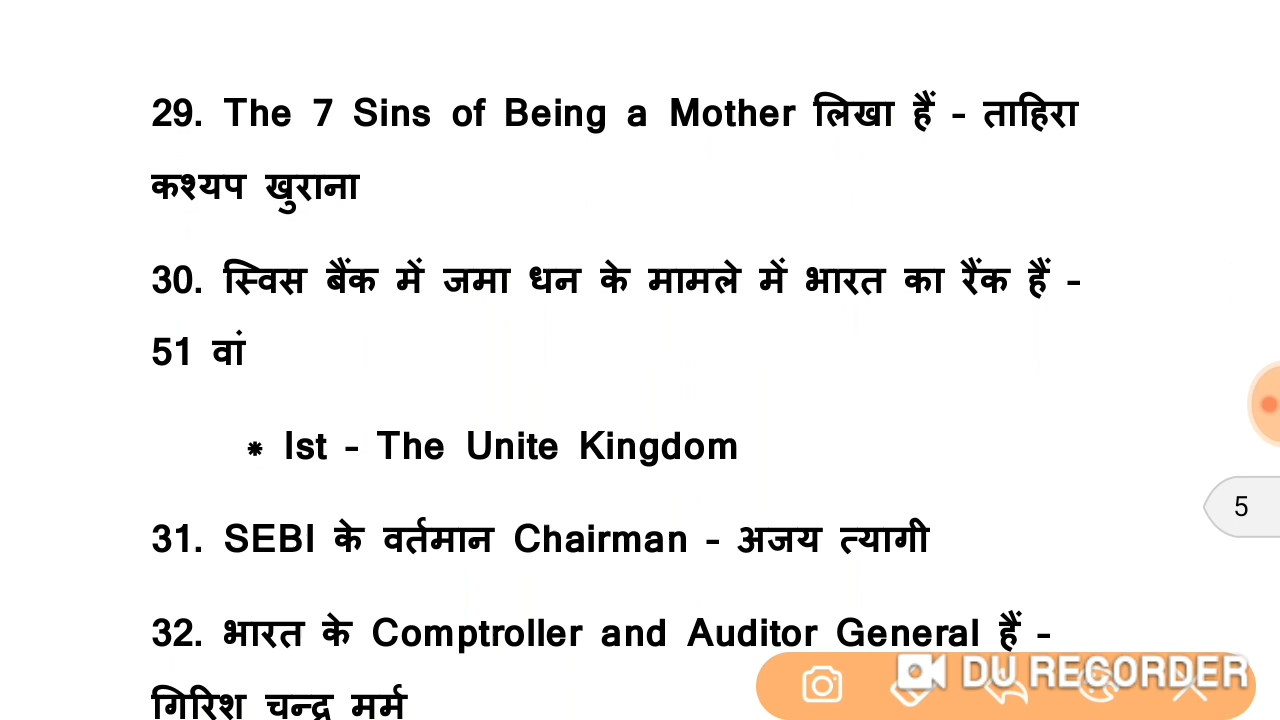 29. The 7 Sins of Being a Mother लिखा हैं - ताहिरा
कश्यप खुराना
30. स्विस बैंक में जमा धन के मामले में भारत का रैंक हैं -
51 वां
* Ist - The Unite Kingdom
5
31. SEBI के वर्तमान Chairman - अजय त्यागी
32. भारत के Comptroller and Auditor General हैं -
DU RECORDER
गिरिश चन्द्र मर्म